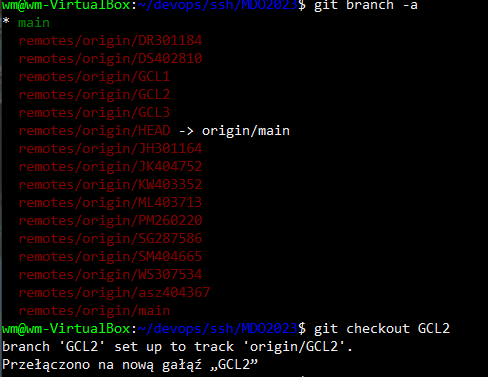 wm@wm-VirtualBox:~/devops/ssh/MDO2023$ git branch -a
* main
  remotes/origin/DR301184
  remotes/origin/DS402810
  remotes/origin/GCL1
  remotes/origin/GCL2
  remotes/origin/GCL3
  remotes/origin/HEAD -> origin/main
  remotes/origin/JH301164
  remotes/origin/JK404752
  remotes/origin/KW403352
  remotes/origin/ML403713
  remotes/origin/PM260220
  remotes/origin/SG287586
  remotes/origin/SM404665
  remotes/origin/WS307534
  remotes/origin/asz404367
  remotes/origin/main
wm@wm-VirtualBox:~/devops/ssh/MDO2023$ git checkout GCL2
branch 'GCL2' set up to track 'origin/GCL2'.
Przełączono na nową gałąź „GCL2”